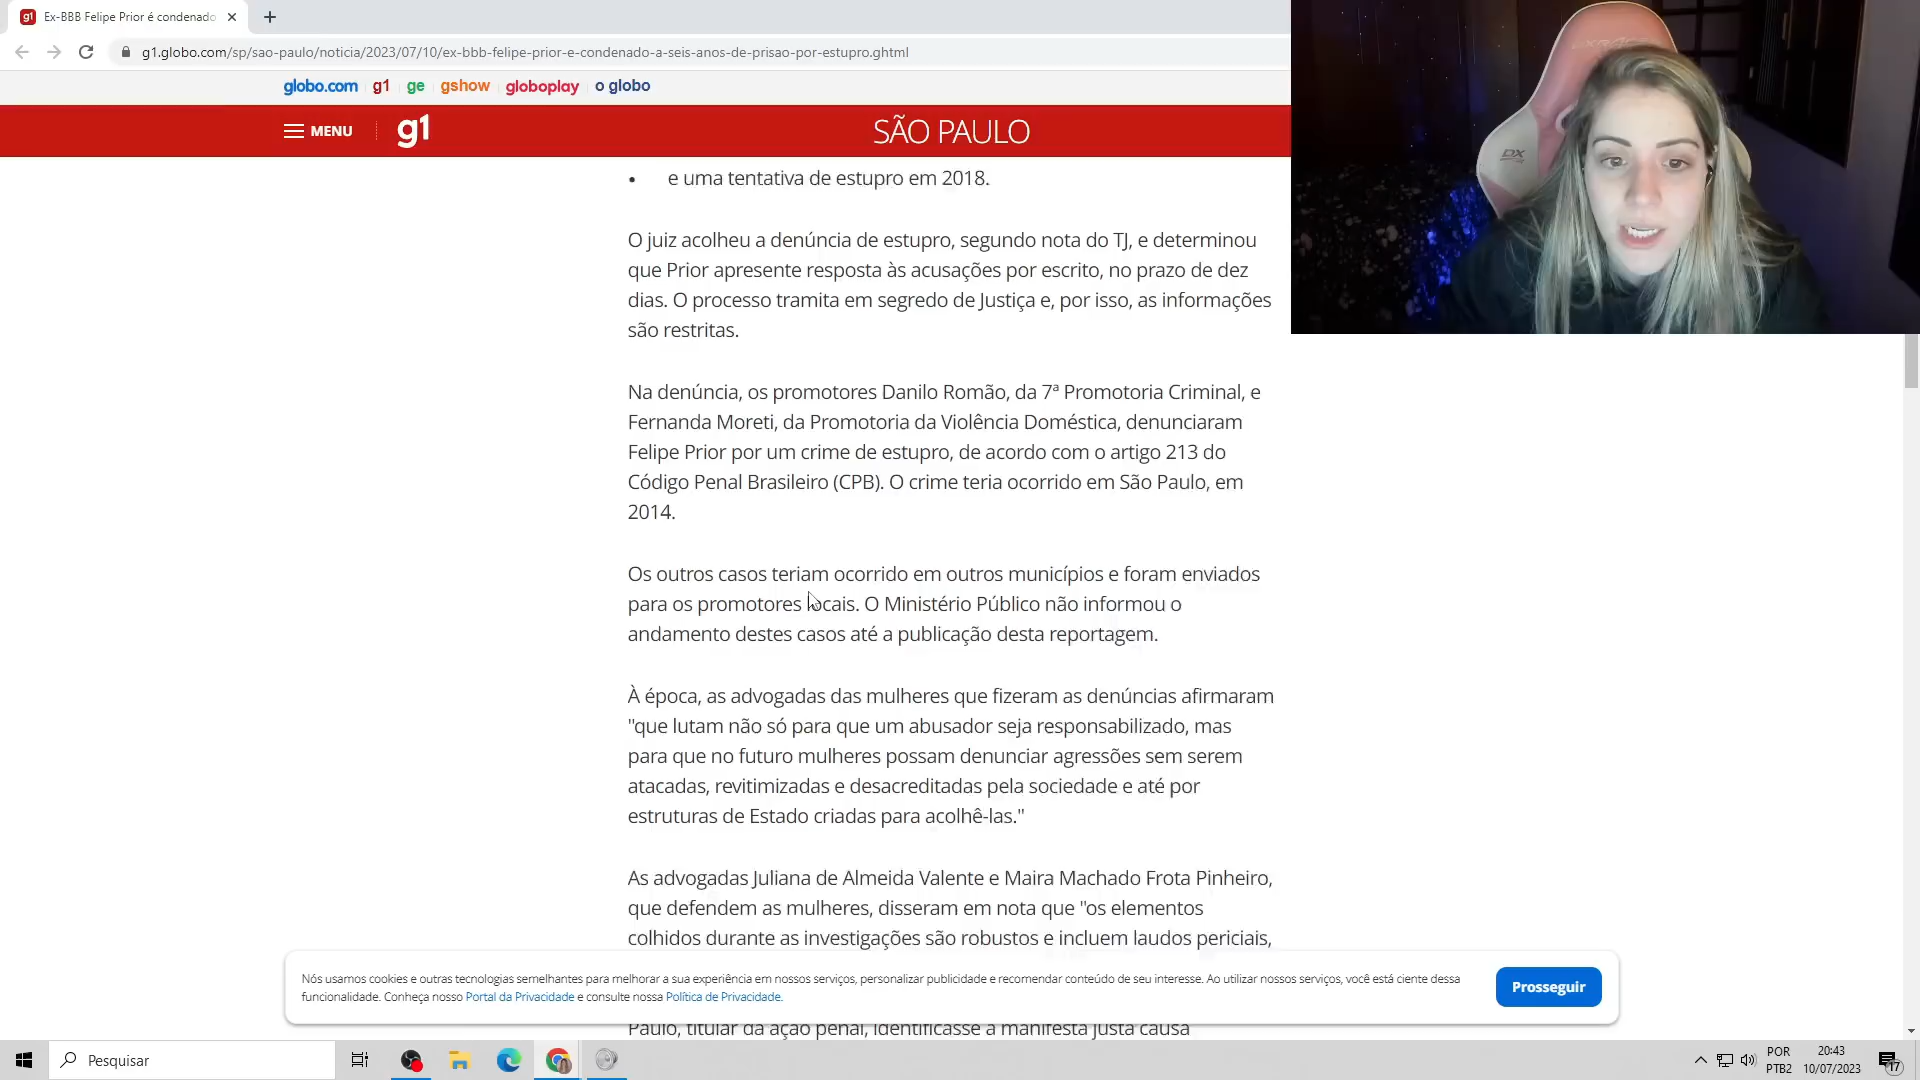 Ex-BBB Felipe Prior é condenado
g1.globo.com/sp/sao-paulo/noticia/2023/07/10/ex-bbb-felipe-prior-e-condenado-a-seis-anos-de-prisao-por-estupro.ghtml
globo.com g1 ge gshow globoplay o globo
MENU g1 SÃO PAULO
• e uma tentativa de estupro em 2018.
O juiz acolheu a denúncia de estupro, segundo nota do TJ, e determinou
que Prior apresente resposta às acusações por escrito, no prazo de dez
dias. O processo tramita em segredo de Justiça e, por isso, as informações
são restritas.
Na denúncia, os promotores Danilo Romão, da 7ª Promotoria Criminal, e
Fernanda Moreti, da Promotoria da Violência Doméstica, denunciaram
Felipe Prior por um crime de estupro, de acordo com o artigo 213 do
Código Penal Brasileiro (CPB). O crime teria ocorrido em São Paulo, em
2014.
Os outros casos teriam ocorrido em outros municípios e foram enviados
para os promotores locais. O Ministério Público não informou o
andamento destes casos até a publicação desta reportagem.
À época, as advogadas das mulheres que fizeram as denúncias afirmaram
"que lutam não só para que um abusador seja responsabilizado, mas
para que no futuro mulheres possam denunciar agressões sem serem
atacadas, revitimizadas e desacreditadas pela sociedade e até por
estruturas de Estado criadas para acolhê-las."
As advogadas Juliana de Almeida Valente e Maira Machado Frota Pinheiro,
que defendem as mulheres, disseram em nota que "os elementos
colhidos durante as investigações são robustos e incluem laudos periciais,
Nós usamos cookies e outras tecnologias semelhantes para melhorar a sua experiência em nossos serviços, personalizar publicidade e recomendar conteúdo de seu interesse. Ao utilizar nossos serviços, você está ciente dessa
funcionalidade. Conheça nosso Portal da Privacidade e consulte nossa Política de Privacidade.
Prosseguir
Paulo, titular da ação penal, identificasse a manifesta justa causa
Pesquisar
POR
PTB2
20:43
10/07/2023
17